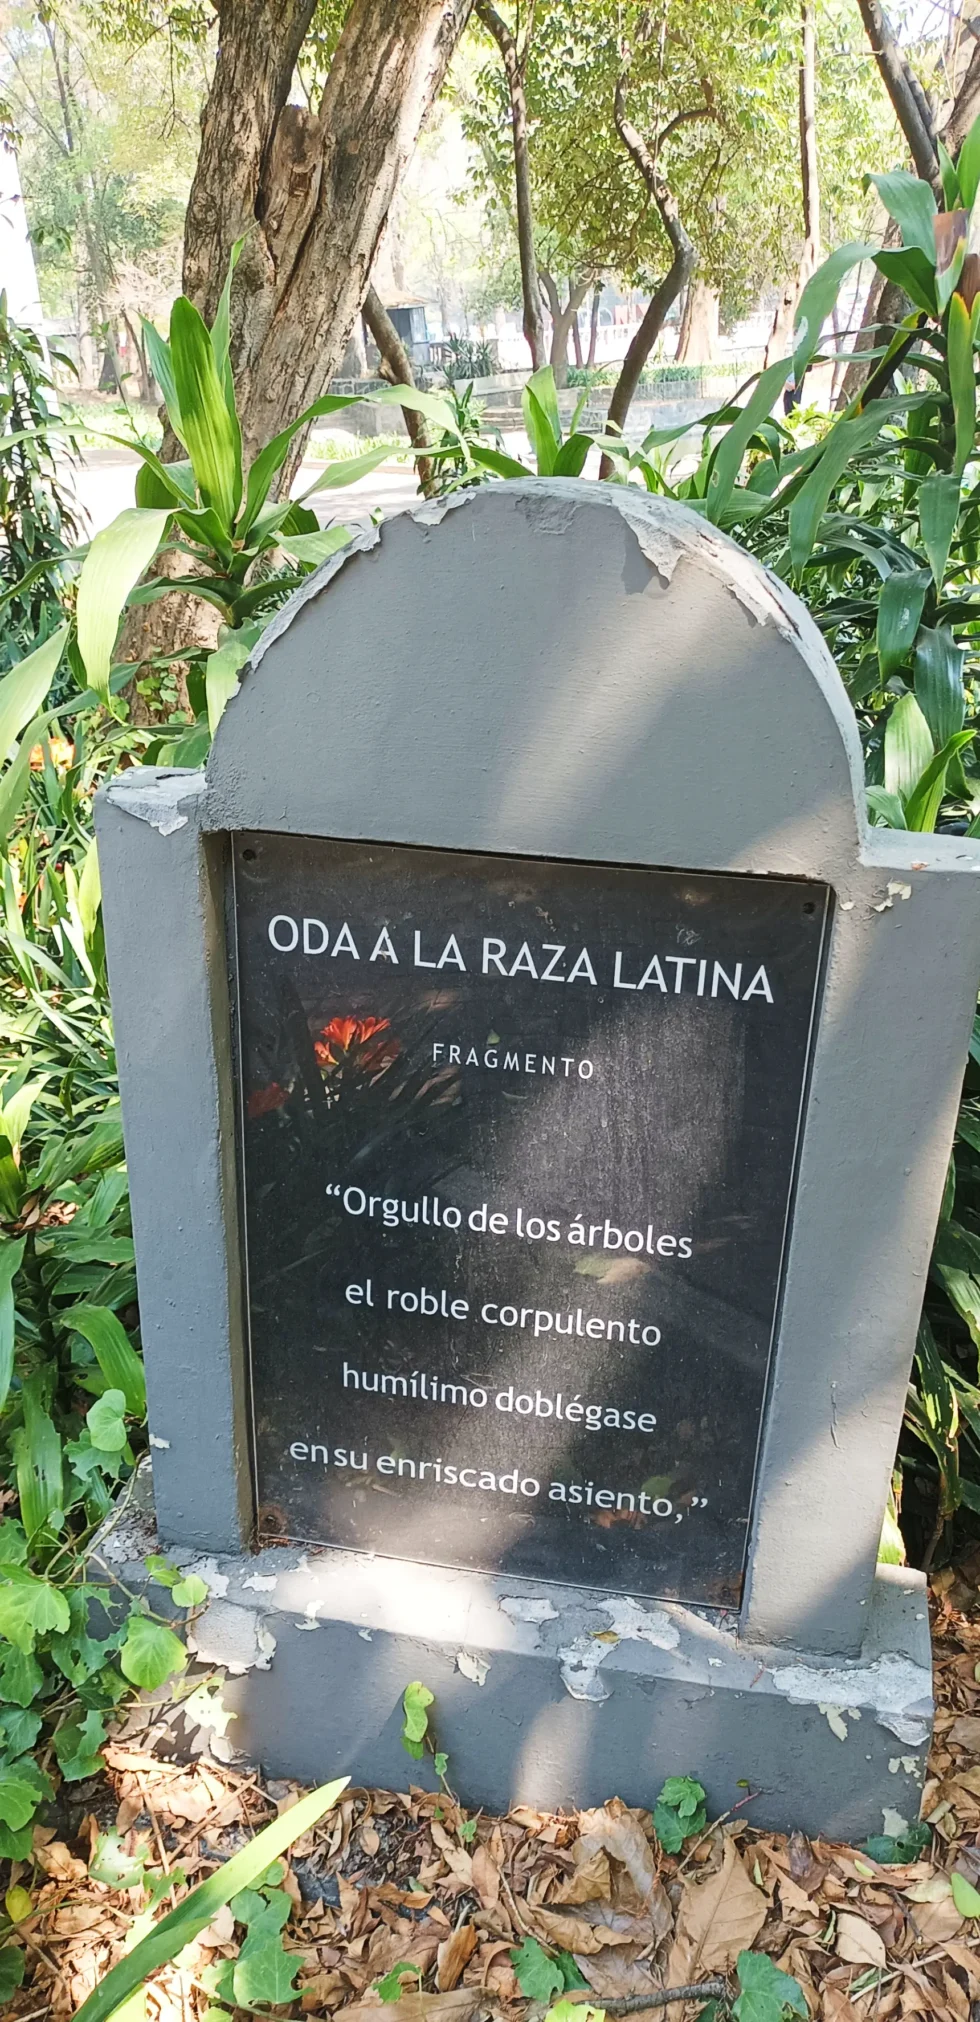 ODA A LA RAZA LATINA
FRAGMENTO
“Orgullo de los árboles
el roble corpulento
humílimo doblégase
en su enriscado asiento,”